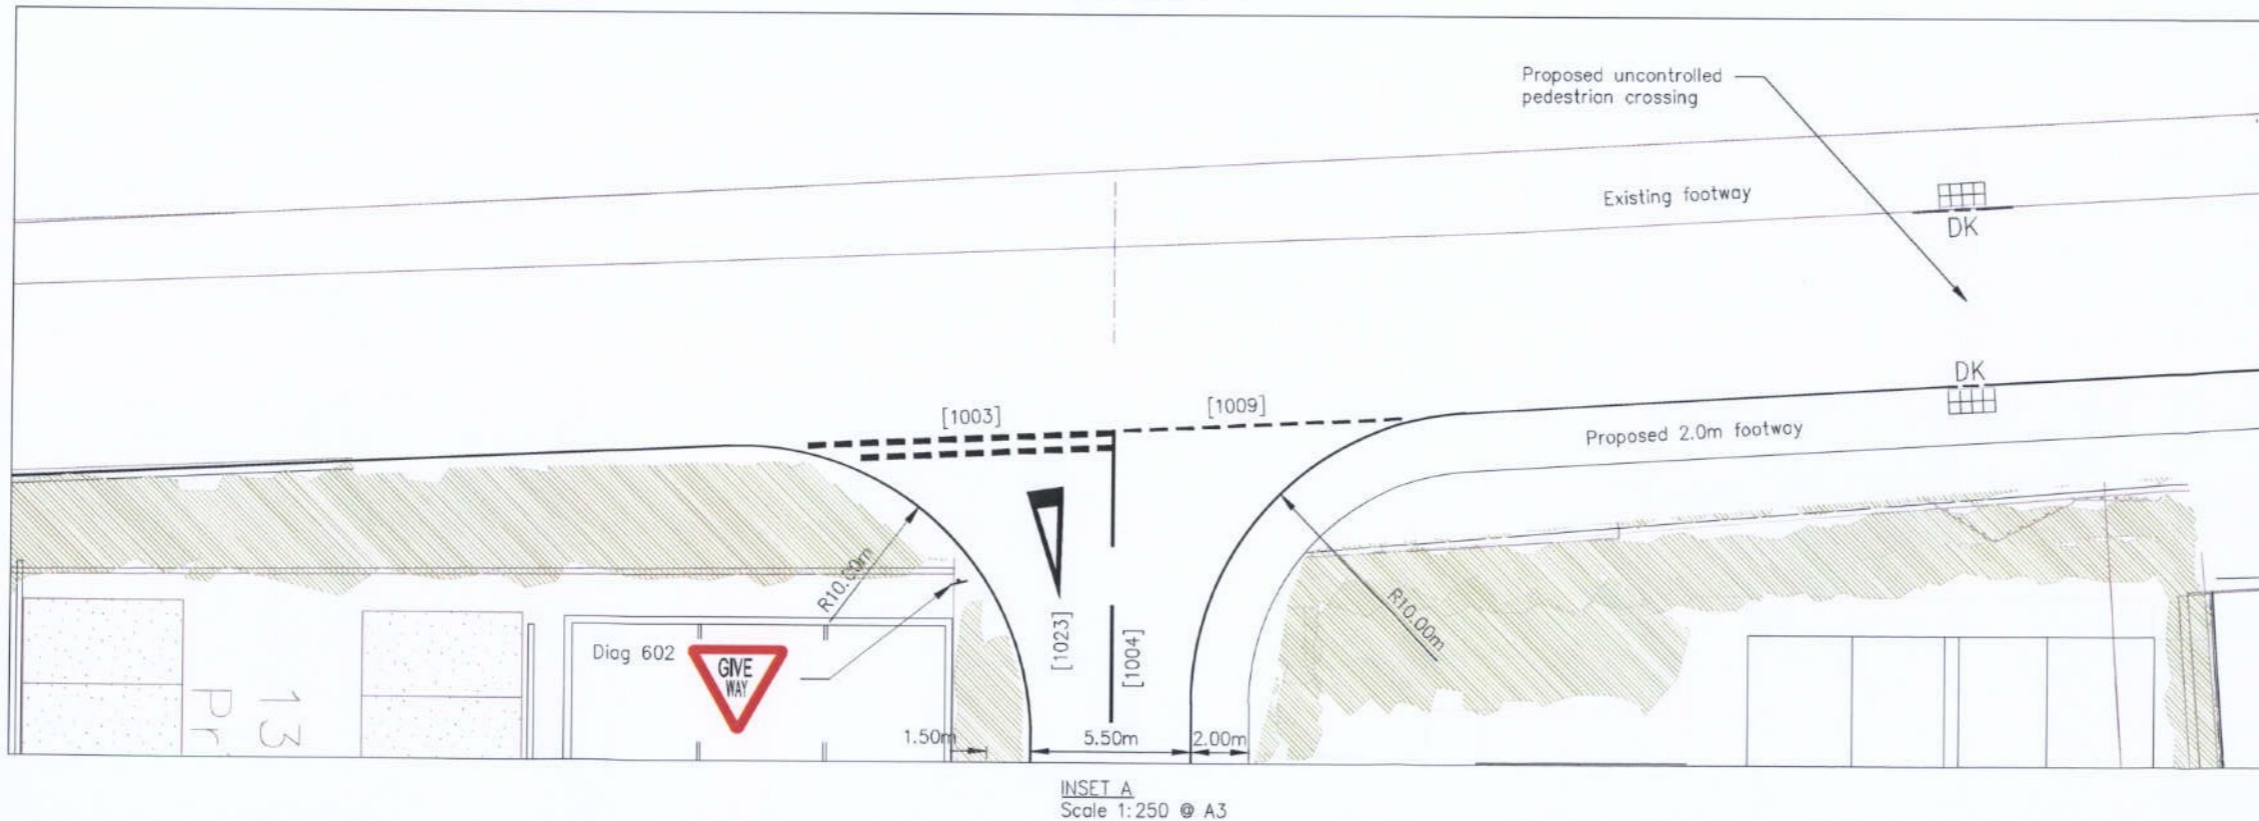 Proposed uncontrolled
pedestrian crossing
Existing footway
DK
DK
[1003]
[1009]
Proposed 2.0m footway
R10.00m
R10.00m
[1023]
[1004]
Diag 602
GIVE
WAY
13
Pr
1.50m
5.50m
2.00m
INSET A
Scale 1:250 @ A3